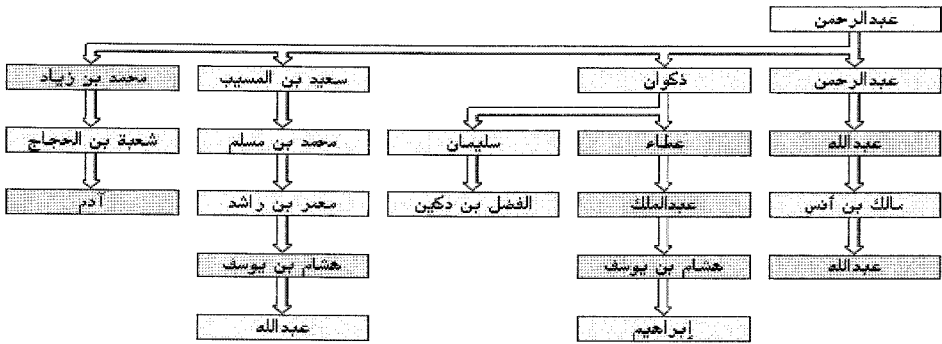 عبدالرحمن
عبدالرحمن ذكوان سعيد بن المسيب محمد بن زياد
عبدالله عطاء سليمان محمد بن مسلم شعبة بن الحجاج
مالك بن أنس عبدالملك الفضل بن دكين معمر بن راشد آدم
عبدالله هشام بن يوسف هشام بن يوسف
إبراهيم عبدالله